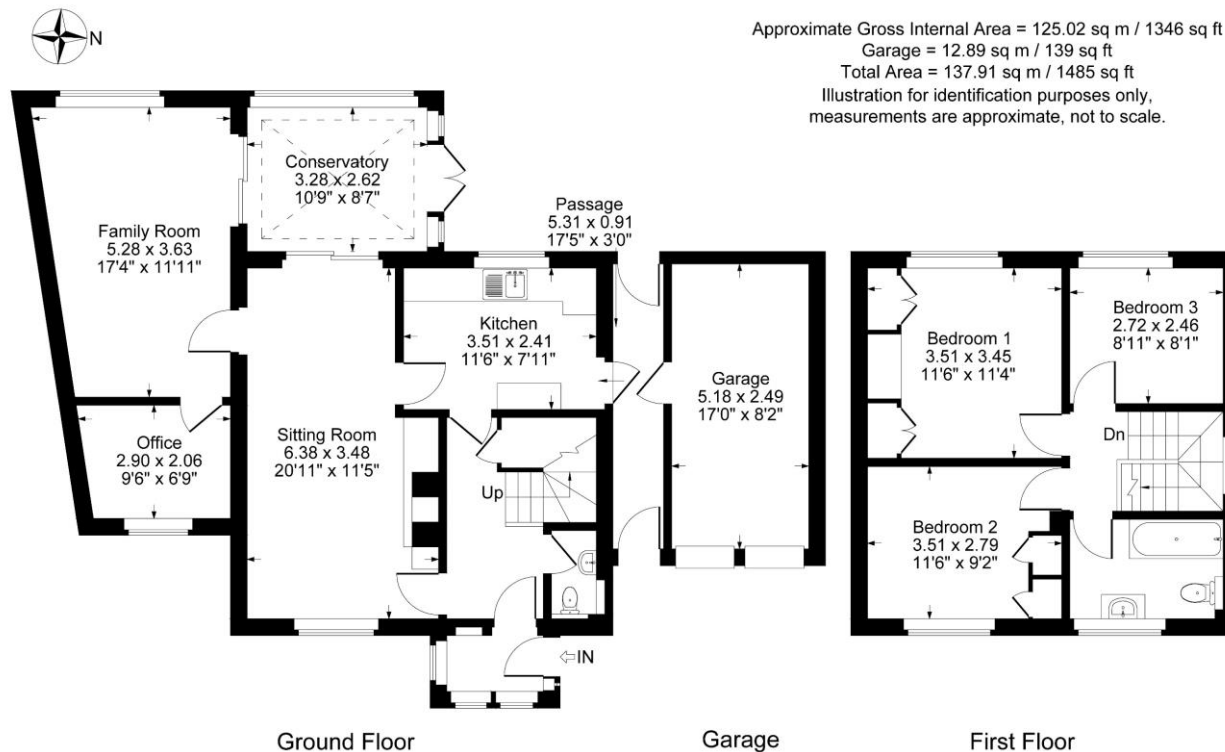 N
Approximate Gross Internal Area = 125.02 sq m / 1346 sq ft
Garage = 12.89 sq m / 139 sq ft
Total Area = 137.91 sq m / 1485 sq ft
Illustration for identification purposes only,
measurements are approximate, not to scale.
Conservatory
3.28 x 2.62
10'9" x 8'7"
Passage
5.31 x 0.91
17'5" x 3'0"
Family Room
5.28 x 3.63
17'4" x 11'11"
Kitchen
3.51 x 2.41
11'6" x 7'11"
Office
2.90 x 2.06
9'6" x 6'9"
Sitting Room
6.38 x 3.48
20'11" x 11'5"
Up
IN
Garage
5.18 x 2.49
17'0" x 8'2"
Bedroom 1
3.51 x 3.45
11'6" x 11'4"
Bedroom 3
2.72 x 2.46
8'11" x 8'1"
Dn
Bedroom 2
3.51 x 2.79
11'6" x 9'2"
Ground Floor
Garage
First Floor